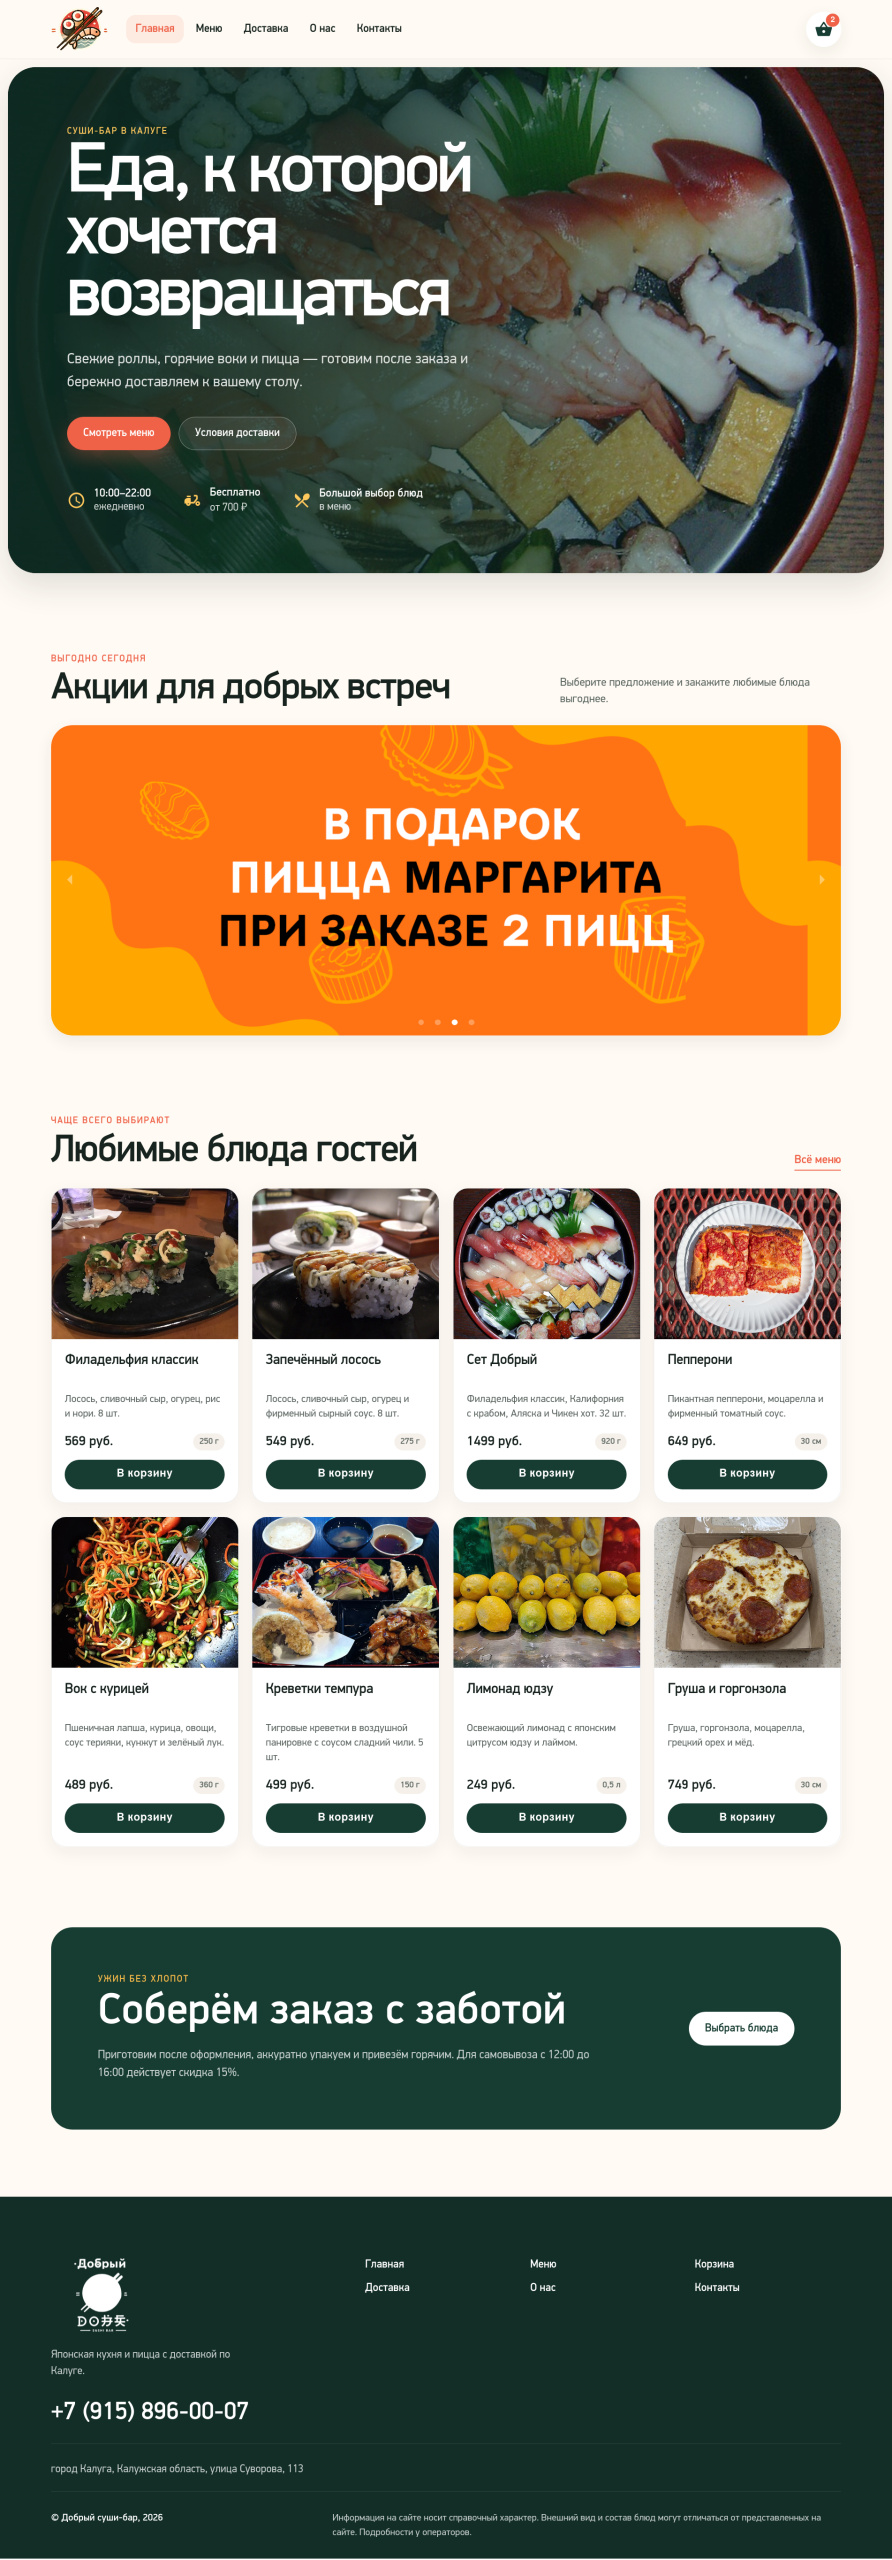 Главная
Меню
Доставка
О нас
Контакты
2
СУШИ-БАР В КАЛУГЕ
Еда, к которой
хочется
возвращаться
Свежие роллы, горячие воки и пицца — готовим после заказа и
бережно доставляем к вашему столу.
Смотреть меню
Условия доставки
10:00–22:00
ежедневно
Бесплатно
от 700 ₽
Большой выбор блюд
в меню
ВЫГОДНО СЕГОДНЯ
Акции для добрых встреч
Выберите предложение и закажите любимые блюда
выгоднее.
В ПОДАРОК
ПИЦЦА МАРГАРИТА
ПРИ ЗАКАЗЕ 2 ПИЦЦ
ЧАЩЕ ВСЕГО ВЫБИРАЮТ
Любимые блюда гостей
Всё меню
Филадельфия классик
Лосось, сливочный сыр, огурец, рис
и нори. 8 шт.
569 руб.
250 г
В корзину
Запечённый лосось
Лосось, сливочный сыр, огурец и
фирменный сырный соус. 8 шт.
549 руб.
275 г
В корзину
Сет Добрый
Филадельфия классик, Калифорния
с крабом, Аляска и Чикен хот. 32 шт.
1499 руб.
920 г
В корзину
Пепперони
Пикантная пепперони, моцарелла и
фирменный томатный соус.
649 руб.
30 см
В корзину
Вок с курицей
Пшеничная лапша, курица, овощи,
соус терияки, кунжут и зелёный лук.
489 руб.
360 г
В корзину
Креветки темпура
Тигровые креветки в воздушной
панировке с соусом сладкий чили. 5
шт.
499 руб.
150 г
В корзину
Лимонад юдзу
Освежающий лимонад с японским
цитрусом юдзу и лаймом.
249 руб.
0,5 л
В корзину
Груша и горгонзола
Груша, горгонзола, моцарелла,
грецкий орех и мёд.
749 руб.
30 см
В корзину
УЖИН БЕЗ ХЛОПОТ
Соберём заказ с заботой
Приготовим после оформления, аккуратно упакуем и привезём горячим. Для самовывоза с 12:00 до
16:00 действует скидка 15%.
Выбрать блюда
Добрый
SUSHI BAR
Японская кухня и пицца с доставкой по
Калуге.
+7 (915) 896-00-07
Главная
Меню
Корзина
Доставка
О нас
Контакты
город Калуга, Калужская область, улица Суворова, 113
© Добрый суши-бар, 2026
Информация на сайте носит справочный характер. Внешний вид и состав блюд могут отличаться от представленных на
сайте. Подробности у операторов.